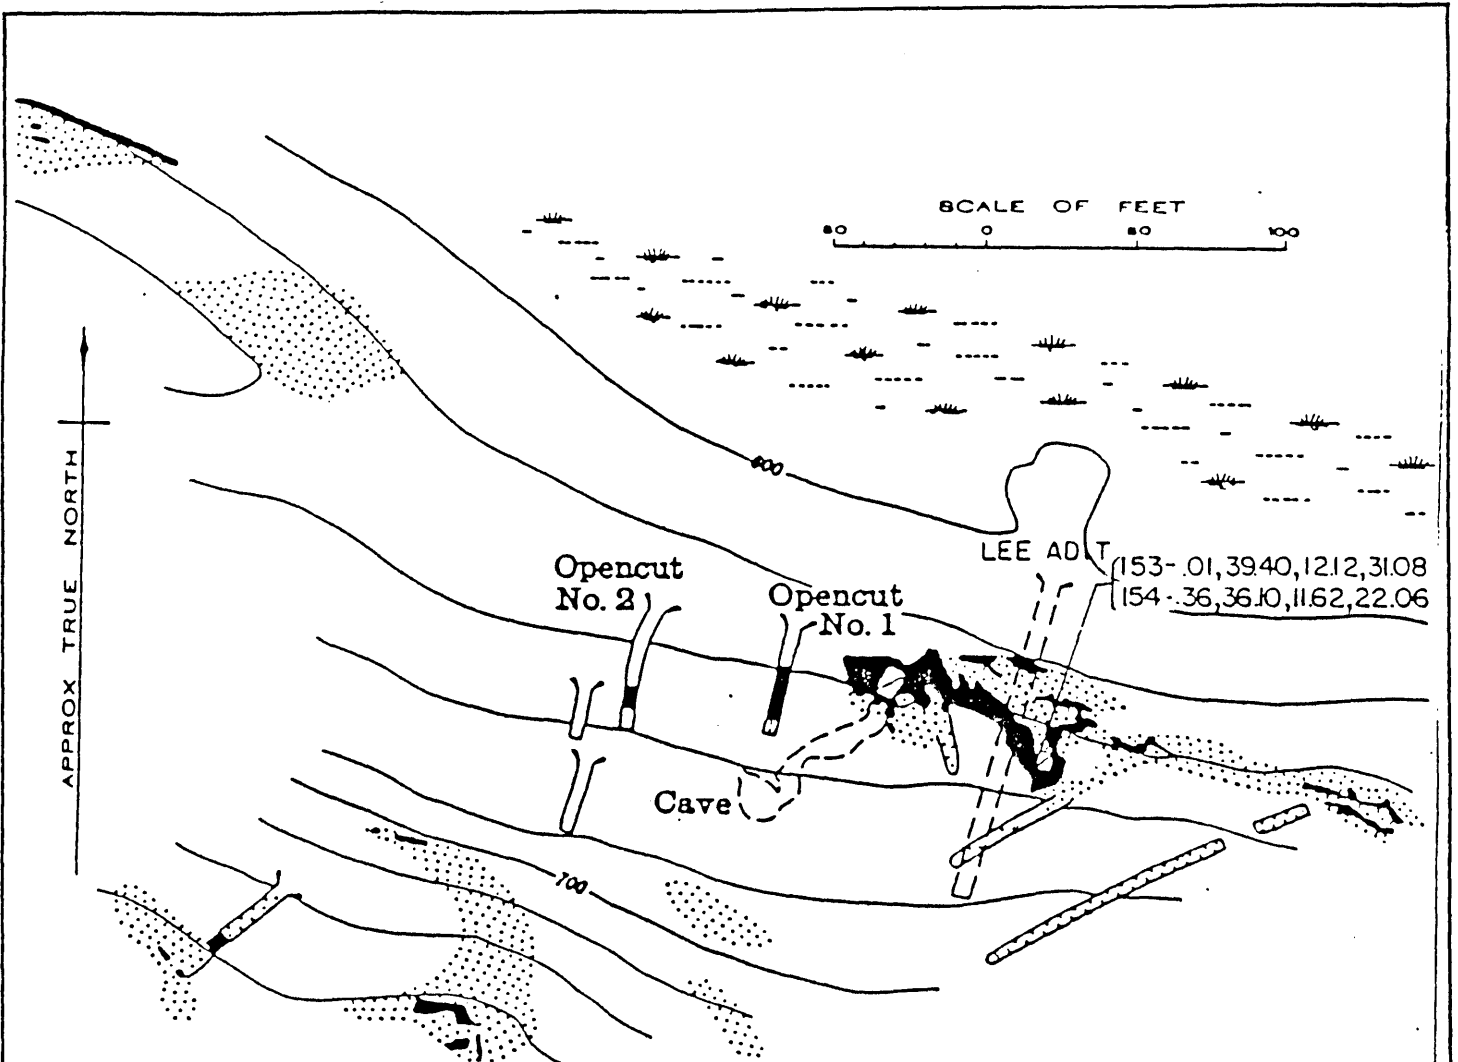 SCALE OF FEET
50 0 50 100
600
LEE ADIT
153-.01,39.40,12.12,31.08
154-.36,36.10,11.62,22.06
Opencut
No. 2
Opencut
No. 1
APPROX TRUE NORTH
Cave
700